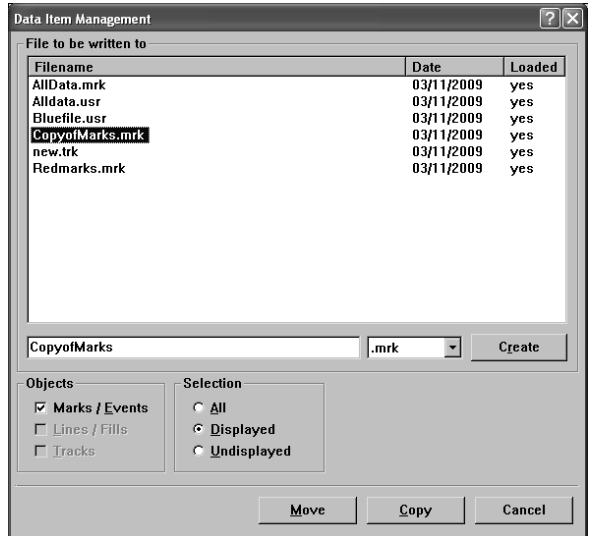 Data Item Management
File to be written to
Filename Date Loaded
AllData.mrk 03/11/2009 yes
Alldata.usr 03/11/2009 yes
Bluefile.usr 03/11/2009 yes
CopyofMarks.mrk 03/11/2009 yes
new.trk 03/11/2009 yes
Redmarks.mrk 03/11/2009 yes
CopyofMarks .mrk Create
Objects Selection
Marks / Events All
Lines / Fills Displayed
Tracks Undisplayed
Move Copy Cancel